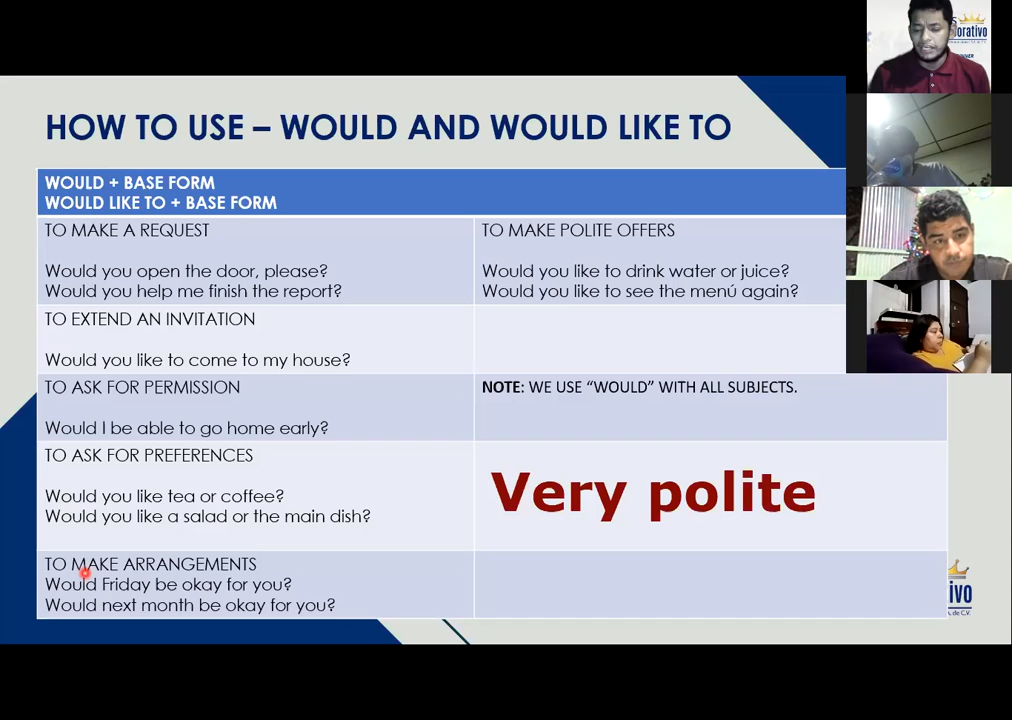 HOW TO USE – WOULD AND WOULD LIKE TO
WOULD + BASE FORM
WOULD LIKE TO + BASE FORM
TO MAKE A REQUEST
Would you open the door, please?
Would you help me finish the report?
TO MAKE POLITE OFFERS
Would you like to drink water or juice?
Would you like to see the menú again?
TO EXTEND AN INVITATION
Would you like to come to my house?
TO ASK FOR PERMISSION
Would I be able to go home early?
NOTE: WE USE “WOULD” WITH ALL SUBJECTS.
TO ASK FOR PREFERENCES
Would you like tea or coffee?
Would you like a salad or the main dish?
Very polite
TO MAKE ARRANGEMENTS
Would Friday be okay for you?
Would next month be okay for you?
ivo
. de C.V.
orativo